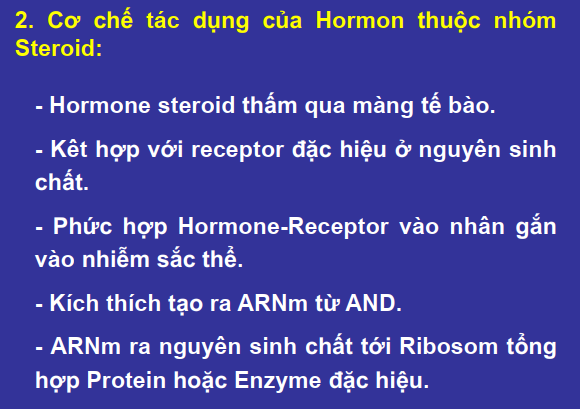 2. Cơ chế tác dụng của Hormon thuộc nhóm
Steroid:
- Hormone steroid thấm qua màng tế bào.
- Kêt hợp với receptor đặc hiệu ở nguyên sinh
chất.
- Phức hợp Hormone-Receptor vào nhân gắn
vào nhiễm sắc thể.
- Kích thích tạo ra ARNm từ AND.
- ARNm ra nguyên sinh chất tới Ribosom tổng
hợp Protein hoặc Enzyme đặc hiệu.